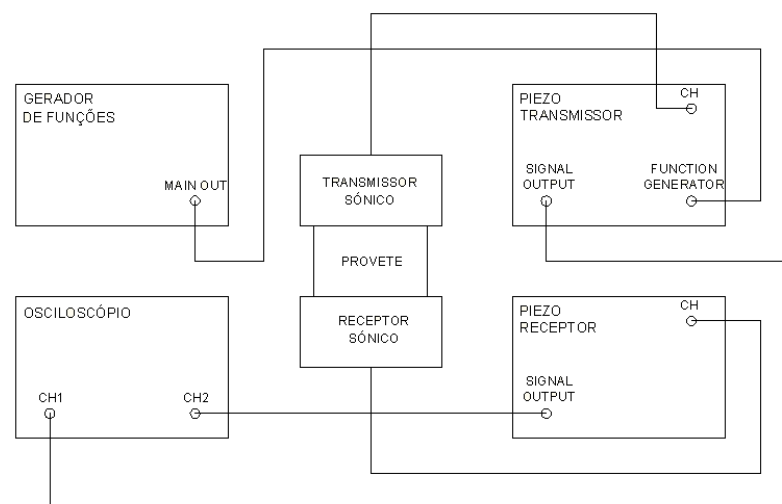 GERADOR
DE FUNÇÕES
MAIN OUT
TRANSMISSOR
SÓNICO
PROVETE
RECEPTOR
SÓNICO
PIEZO
TRANSMISSOR
CH
SIGNAL
OUTPUT
FUNCTION
GENERATOR
OSCILOSCÓPIO
CH1
CH2
PIEZO
RECEPTOR
CH
SIGNAL
OUTPUT